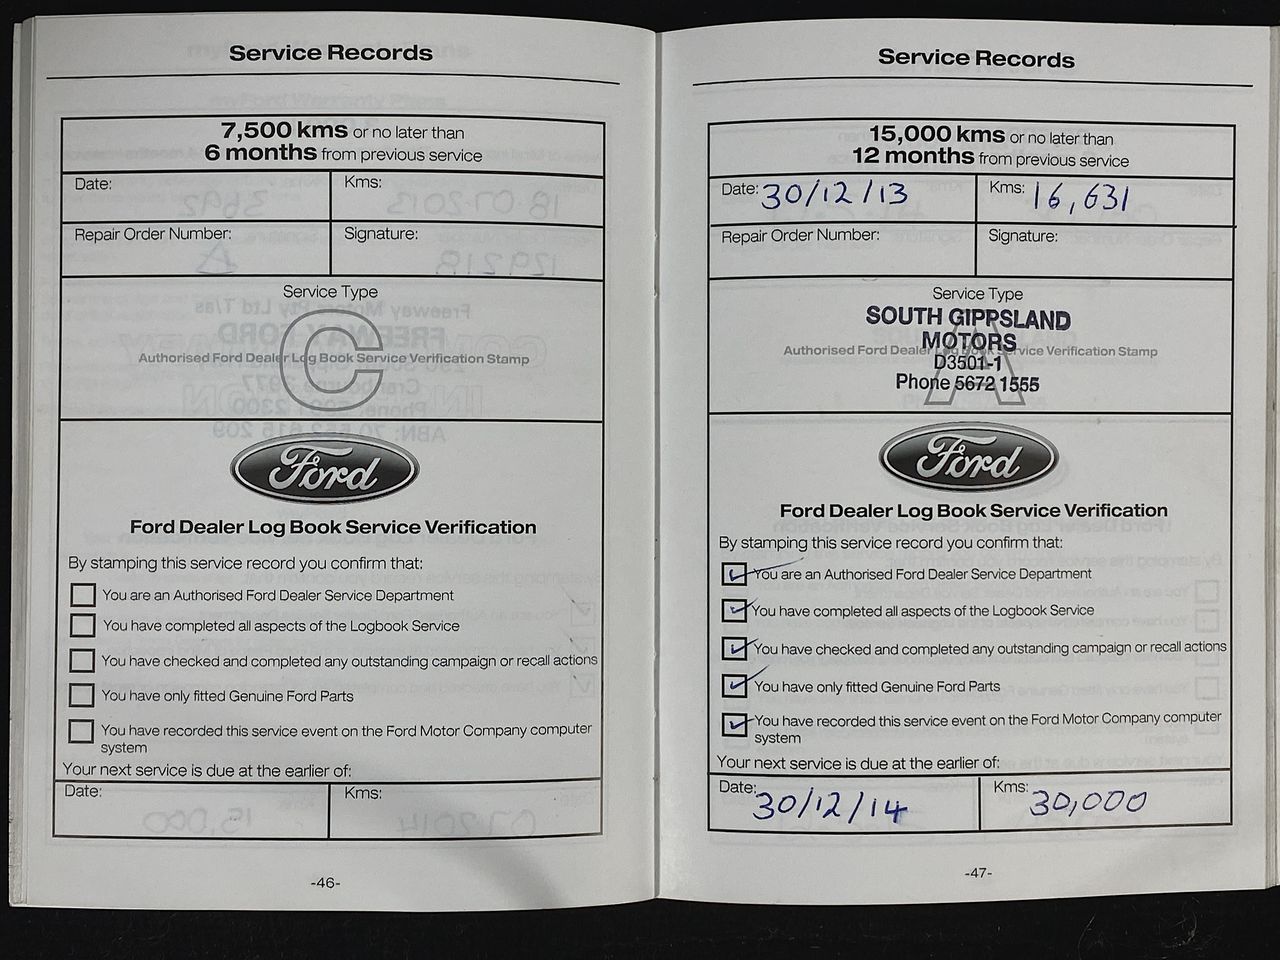 Service Records
7,500 kms or no later than
6 months from previous service
Date:
Kms:
Repair Order Number:
Signature:
Service Type
C
Authorised Ford Dealer Log Book Service Verification Stamp
Ford
Ford Dealer Log Book Service Verification
By stamping this service record you confirm that:
You are an Authorised Ford Dealer Service Department
You have completed all aspects of the Logbook Service
You have checked and completed any outstanding campaign or recall actions
You have only fitted Genuine Ford Parts
You have recorded this service event on the Ford Motor Company computer
system
Your next service is due at the earlier of:
Date:
Kms:
-46-
Service Records
15,000 kms or no later than
12 months from previous service
Date: 30/12/13
Kms: 16,631
Repair Order Number:
Signature:
Service Type
A
SOUTH GIPPSLAND
MOTORS
Authorised Ford Dealer Log Book Service Verification Stamp
D3501-1
Phone 5672 1555
Ford
Ford Dealer Log Book Service Verification
By stamping this service record you confirm that:
You are an Authorised Ford Dealer Service Department
You have completed all aspects of the Logbook Service
You have checked and completed any outstanding campaign or recall actions
You have only fitted Genuine Ford Parts
You have recorded this service event on the Ford Motor Company computer
system
Your next service is due at the earlier of:
Date: 30/12/14
Kms: 30,000
-47-